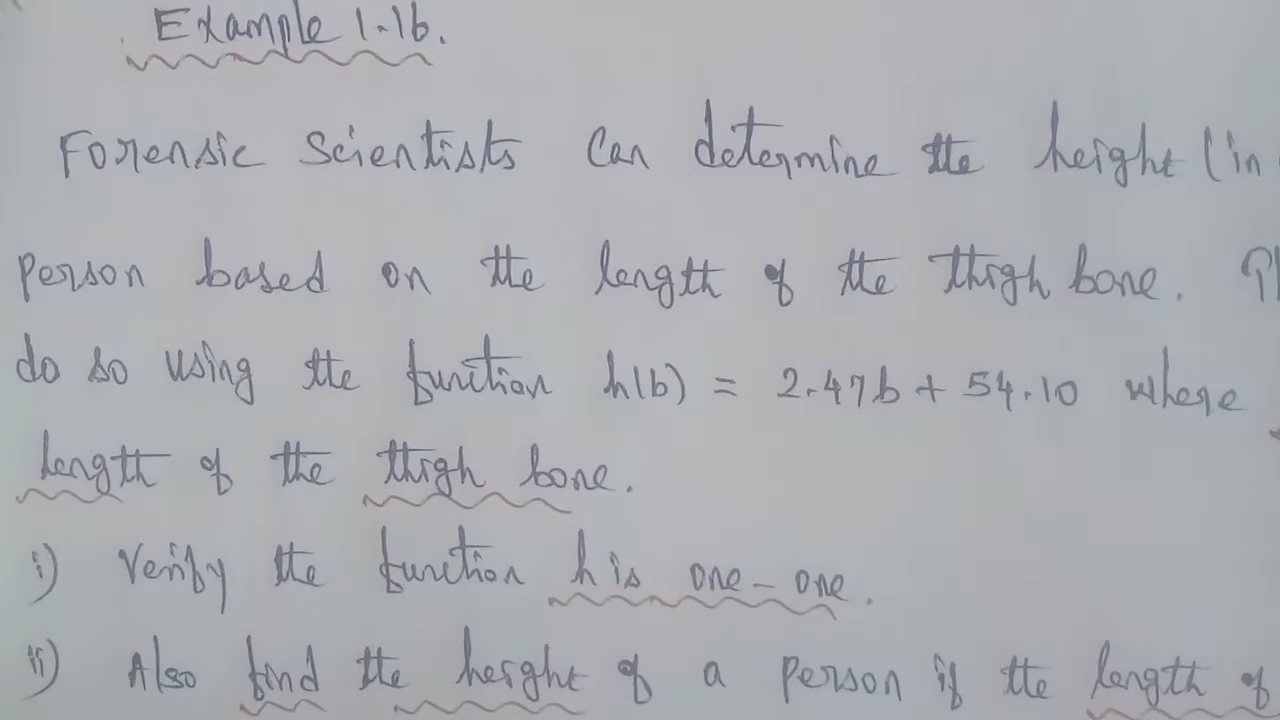 Example 1.16.
Forensic Scientists Can determine the height (in
person based on the length of the thigh bone.
do so using the function h(b) = 2.47b + 54.10 where
length of the thigh bone.
i) Verify the function h is one-one.
ii) Also find the height of a person if the length of